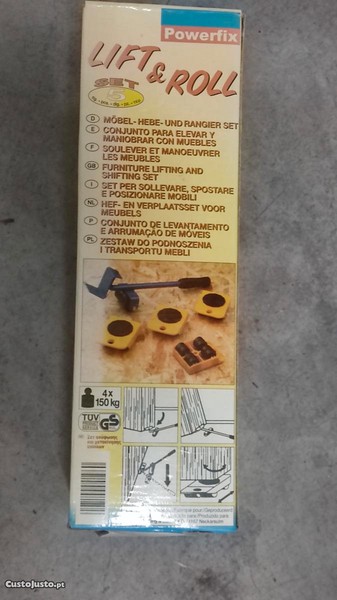 Powerfix
LIFT
& ROLL
SET
5
D MÖBEL-HEBE-UND RANGIER SET
E CONJUNTO PARA ELEVAR Y
MANIOBRAR CON MUEBLES
F SOULEVER ET MANOEUVRER
LES MEUBLES
GB FURNITURE LIFTING AND
SHIFTING SET
I SET PER SOLLEVARE, SPOSTARE
E POSIZIONARE MOBILI
NL HEF- EN VERPLAATSSET VOOR
MEUBELS
P CONJUNTO DE LEVANTAMENTO
E ARRUMAÇÃO DE MÓVEIS
PL ZESTAW DO PODNOSZENIA
I TRANSPORTU MEBLI
4x
150kg
TÜV
GS
CustoJusto.pt